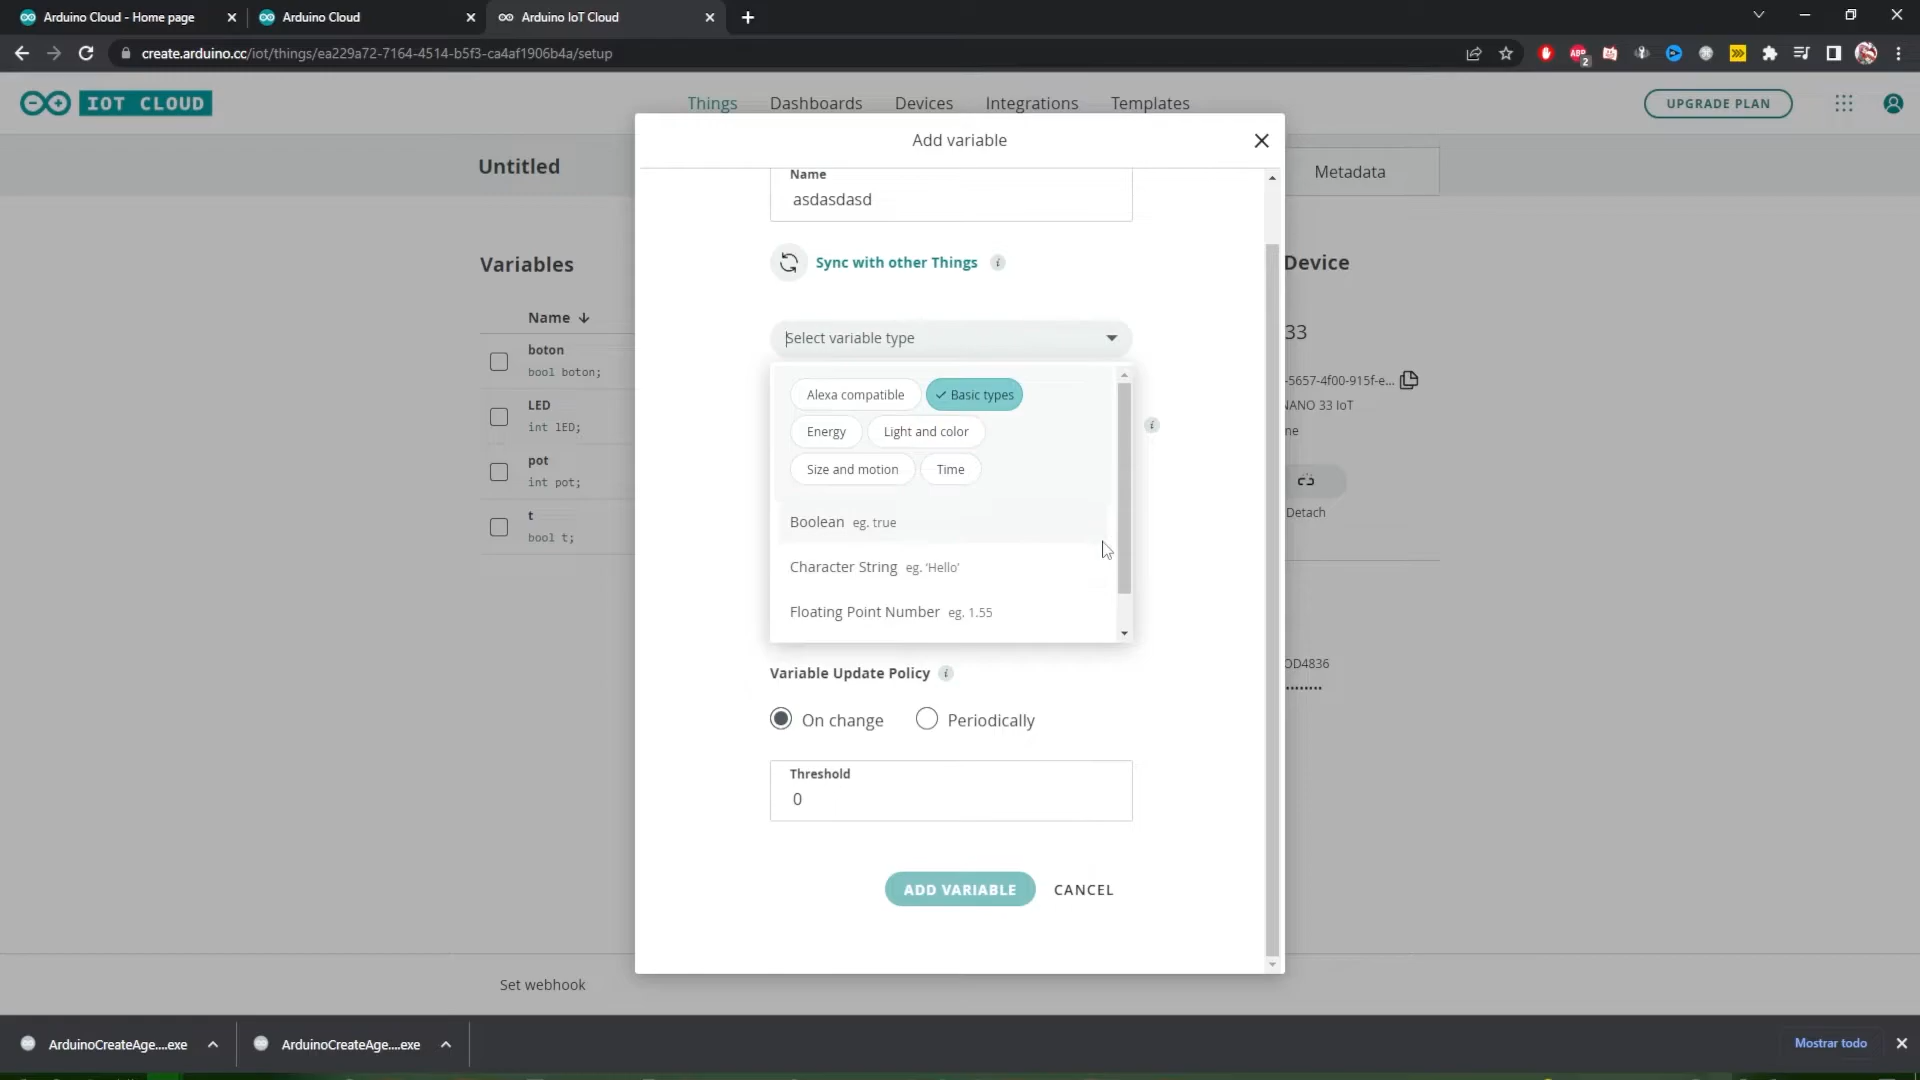 Arduino Cloud - Home page
Arduino Cloud
Arduino IoT Cloud
create.arduino.cc/iot/things/ea229a72-7164-4514-b5f3-ca4af1906b4a/setup
ABP
2
IOT CLOUD
Things
Dashboards
Devices
Integrations
Templates
UPGRADE PLAN
Untitled
Add variable
Metadata
Name
asdasdasd
Variables
Sync with other Things
i
Device
Name
33
boton
bool boton;
Select variable type
-5657-4f00-915f-e...
Alexa compatible
Basic types
LED
int lED;
NANO 33 IoT
Energy
Light and color
i
ne
pot
int pot;
Size and motion
Time
Detach
t
bool t;
Boolean eg. true
Character String eg. 'Hello'
Floating Point Number eg. 1.55
Variable Update Policy i
OD4836
••••••••
On change
Periodically
Threshold
0
ADD VARIABLE
CANCEL
Set webhook
ArduinoCreateAge....exe
ArduinoCreateAge....exe
Mostrar todo